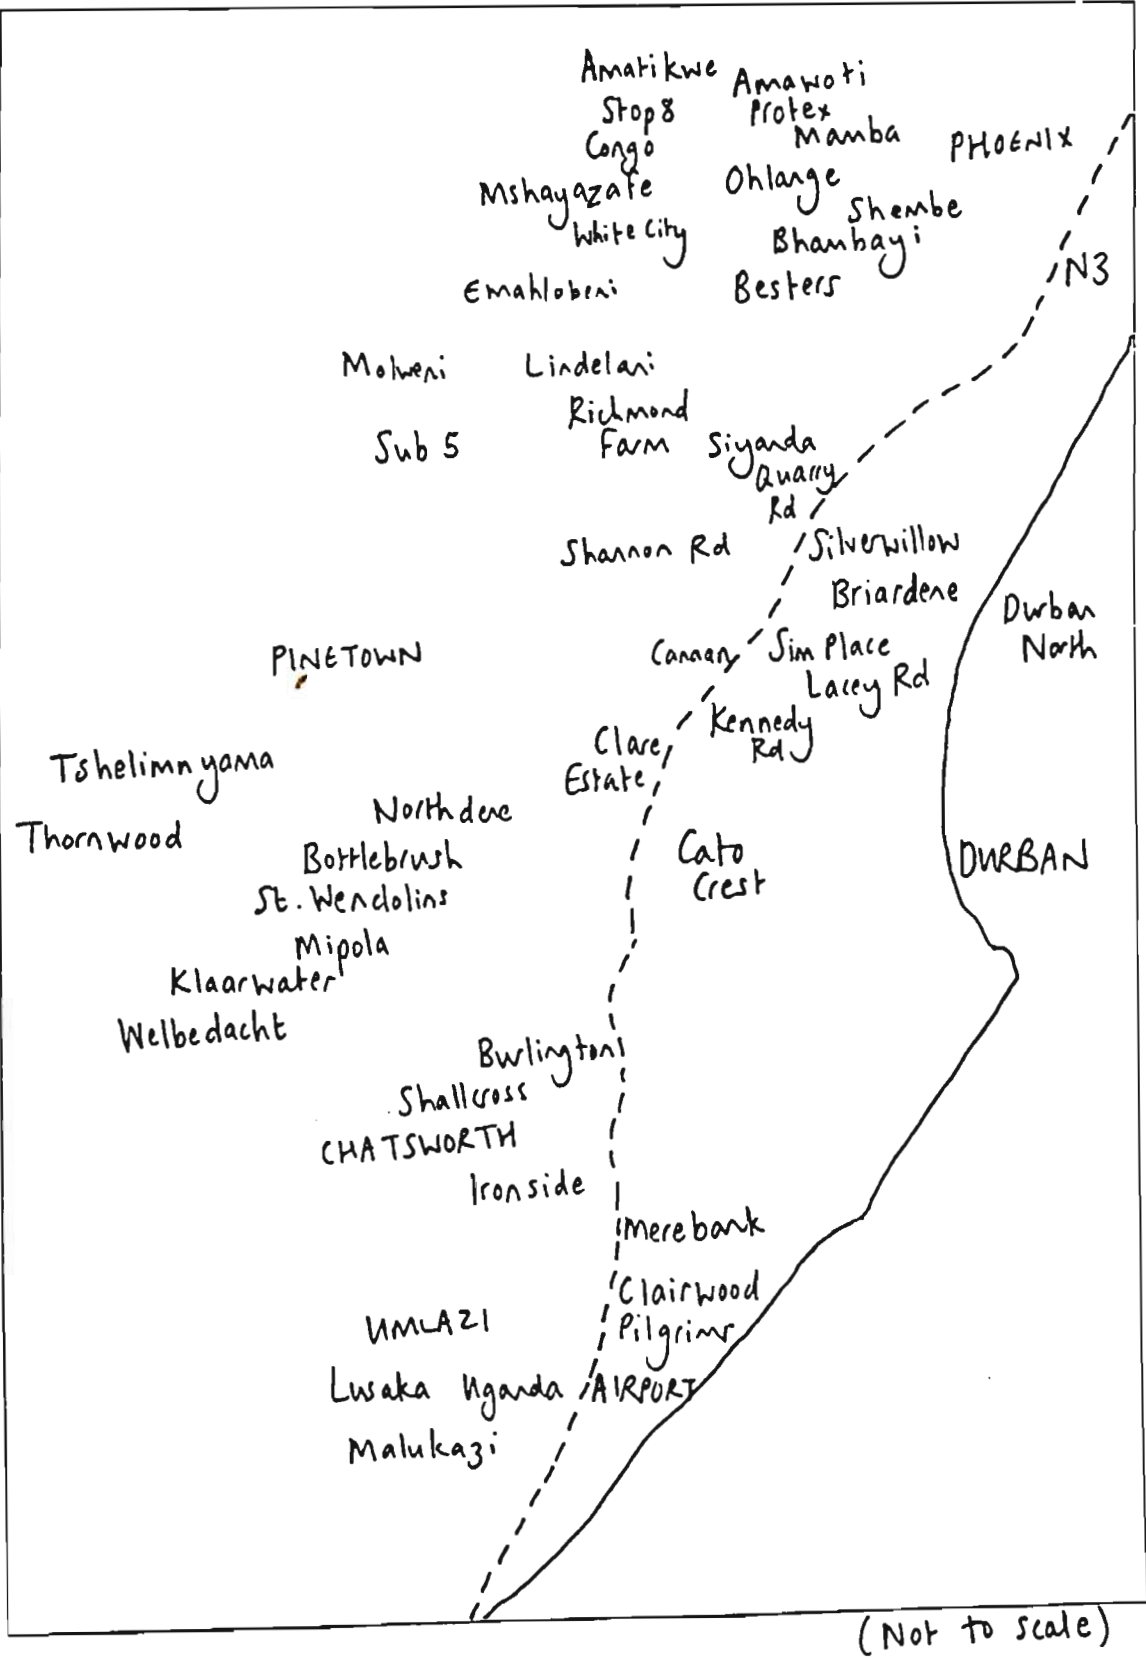 Amatikwe
Amawoti
Stop 8
Protex
Mamba
Congo
PHOENIX
Mshayazafe
Ohlange
Shembe
White City
Bhambayi
N3
Emahlobeni
Besters
Molweni
Lindelani
Richmond
Farm
Sub 5
Siyanda
Quarry
Rd
Shannon Rd
Silverwillow
Briardene
Durban
North
PINETOWN
Cannan
Sim Place
Lacey Rd
Kennedy
Rd
Clare
Estate
Tshelimnyama
Northdene
Thornwood
Bottlebrush
Cato
Crest
DURBAN
St. Wendolins
Mipola
Klaarwater
Welbedacht
Burlington
Shallcross
CHATSWORTH
Ironside
Merebank
Clairwood
UMLAZI
Pilgrims
Lusaka
Uganda
AIRPORT
Malukazi
(Not to scale)